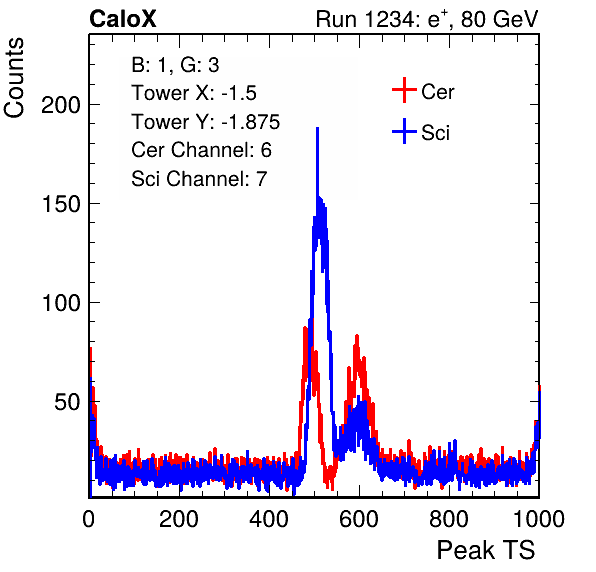 CaloX Run 1234: e+, 80 GeV
Counts
B: 1, G: 3
Tower X: -1.5
Tower Y: -1.875
Cer Channel: 6
Sci Channel: 7
Cer
Sci
200
150
100
50
0 200 400 600 800 1000
Peak TS